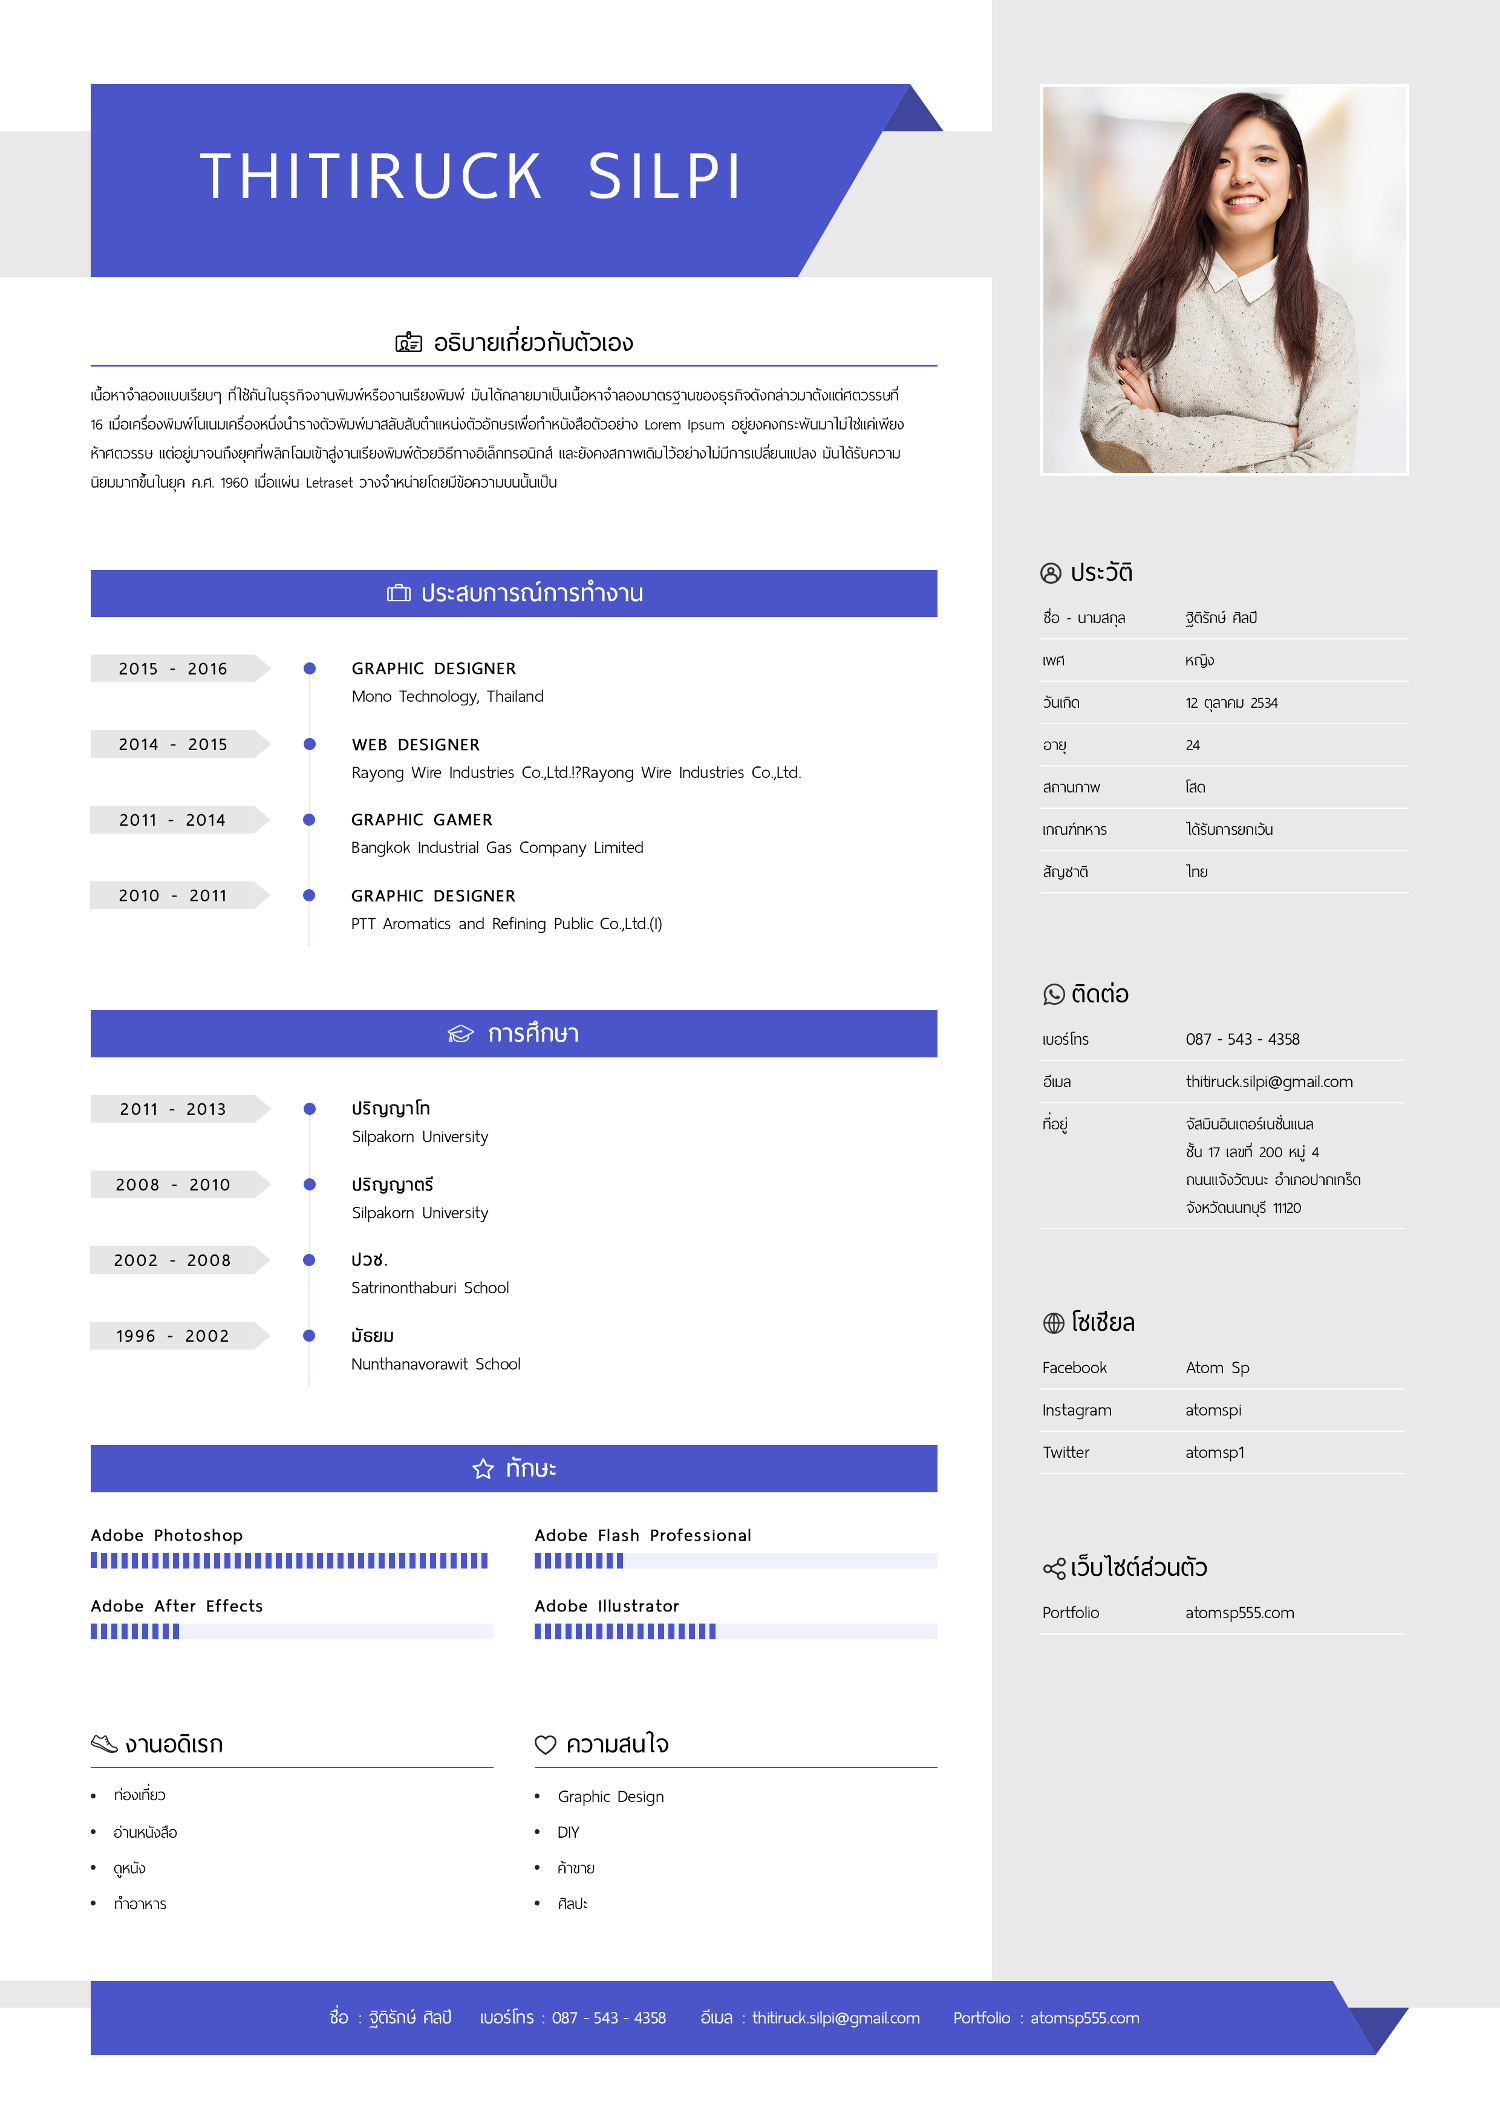 THITIRUCK SILPI
อธิบายเกี่ยวกับตัวเอง
เนื้อหาจำลองแบบเรียบๆ ที่ใช้กันในธุรกิจงานพิมพ์หรืองานเรียงพิมพ์ มันได้กลายมาเป็นเนื้อหาจำลองมาตรฐานของธุรกิจดังกล่าวมาตั้งแต่ศตวรรษที่
16 เมื่อเครื่องพิมพ์โนเนมเครื่องหนึ่งนำรางตัวพิมพ์มาสลับสับตำแหน่งตัวอักษรเพื่อทำหนังสือตัวอย่าง Lorem Ipsum อยู่ยงคงกระพันมาไม่ใช่แค่เพียง
ห้าศตวรรษ แต่อยู่มาจนถึงยุคที่พลิกโฉมเข้าสู่งานเรียงพิมพ์ด้วยวิธีทางอิเล็กทรอนิกส์ และยังคงสภาพเดิมไว้อย่างไม่มีการเปลี่ยนแปลง มันได้รับความ
นิยมมากขึ้นในยุค ค.ศ. 1960 เมื่อแผ่น Letraset วางจำหน่ายโดยมีข้อความบนนั้นเป็น
ประสบการณ์การทำงาน
2015 - 2016
GRAPHIC DESIGNER
Mono Technology, Thailand
2014 - 2015
WEB DESIGNER
Rayong Wire Industries Co.,Ltd.!?Rayong Wire Industries Co.,Ltd.
2011 - 2014
GRAPHIC GAMER
Bangkok Industrial Gas Company Limited
2010 - 2011
GRAPHIC DESIGNER
PTT Aromatics and Refining Public Co.,Ltd.(I)
การศึกษา
2011 - 2013
ปริญญาโท
Silpakorn University
2008 - 2010
ปริญญาตรี
Silpakorn University
2002 - 2008
ปวช.
Satrinonthaburi School
1996 - 2002
มัธยม
Nunthanavorawit School
ทักษะ
Adobe Photoshop
Adobe Flash Professional
Adobe After Effects
Adobe Illustrator
งานอดิเรก
ท่องเที่ยว
อ่านหนังสือ
ดูหนัง
ทำอาหาร
ความสนใจ
Graphic Design
DIY
ค้าขาย
ศิลปะ
ประวัติ
ชื่อ - นามสกุล ฐิติรักษ์ ศิลปี
เพศ หญิง
วันเกิด 12 ตุลาคม 2534
อายุ 24
สถานภาพ โสด
เกณฑ์ทหาร ได้รับการยกเว้น
สัญชาติ ไทย
ติดต่อ
เบอร์โทร 087 - 543 - 4358
อีเมล thitiruck.silpi@gmail.com
ที่อยู่ จัสมินอินเตอร์เนชั่นแนล
ชั้น 17 เลขที่ 200 หมู่ 4
ถนนแจ้งวัฒนะ อำเภอปากเกร็ด
จังหวัดนนทบุรี 11120
โซเชียล
Facebook Atom Sp
Instagram atomspi
Twitter atomsp1
เว็บไซต์ส่วนตัว
Portfolio atomsp555.com
ชื่อ : ฐิติรักษ์ ศิลปี เบอร์โทร : 087 - 543 - 4358 อีเมล : thitiruck.silpi@gmail.com Portfolio : atomsp555.com